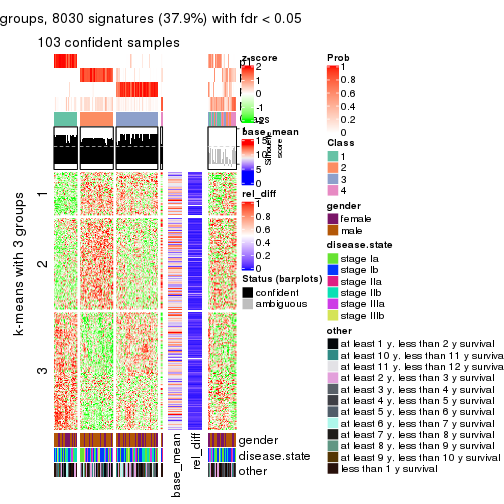 groups, 8030 signatures (37.9%) with fdr < 0.05
103 confident samples
z-score
2
1
0
-1
-2
base_mean
15
10
5
0
Silhouette
score
rel_diff
1
0.8
0.6
0.4
0.2
0
Status (barplots)
confident
ambiguous
Prob
1
0.8
0.6
0.4
0.2
0
Class
1
2
3
4
gender
female
male
disease.state
stage Ia
stage Ib
stage IIa
stage IIb
stage IIIa
stage IIIb
other
at least 1 y. less than 2 y survival
at least 10 y. less than 11 y survival
at least 11 y. less than 12 y survival
at least 2 y. less than 3 y survival
at least 3 y. less than 4 y survival
at least 4 y. less than 5 y survival
at least 5 y. less than 6 y survival
at least 6 y. less than 7 y survival
at least 7 y. less than 8 y survival
at least 8 y. less than 9 y survival
at least 9 y. less than 10 y survival
less than 1 y survival
k-means with 3 groups
1
2
3
base_mean
rel_diff
gender
disease.state
other